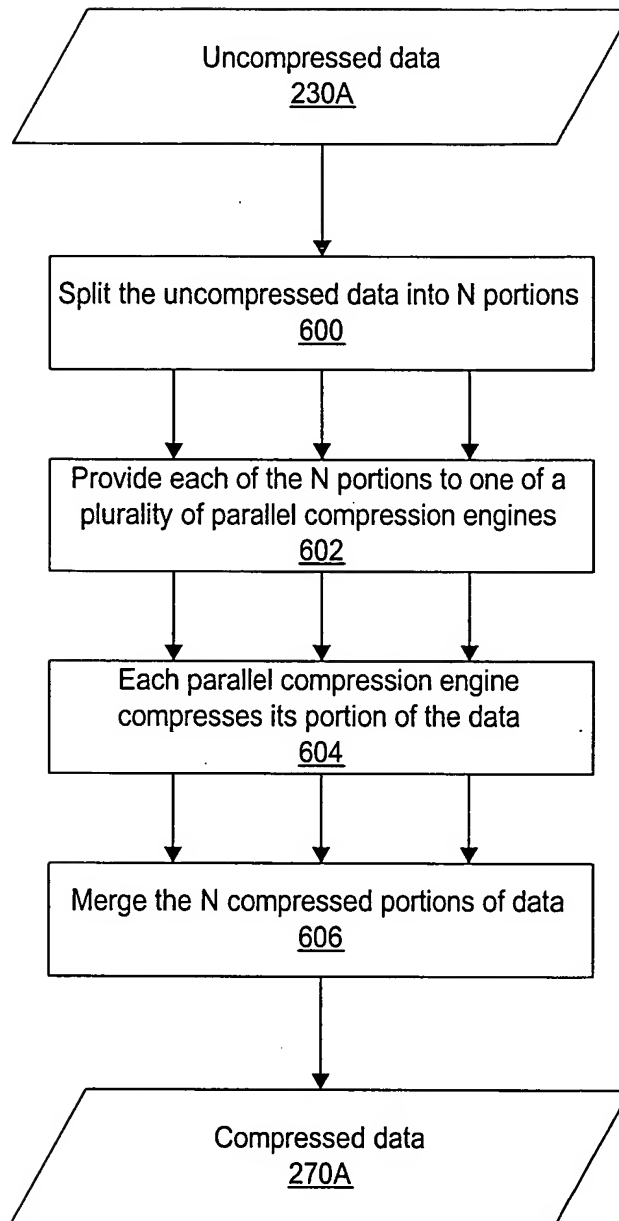 Uncompressed data
230A
Split the uncompressed data into N portions
600
Provide each of the N portions to one of a
plurality of parallel compression engines
602
Each parallel compression engine
compresses its portion of the data
604
Merge the N compressed portions of data
606
Compressed data
270A